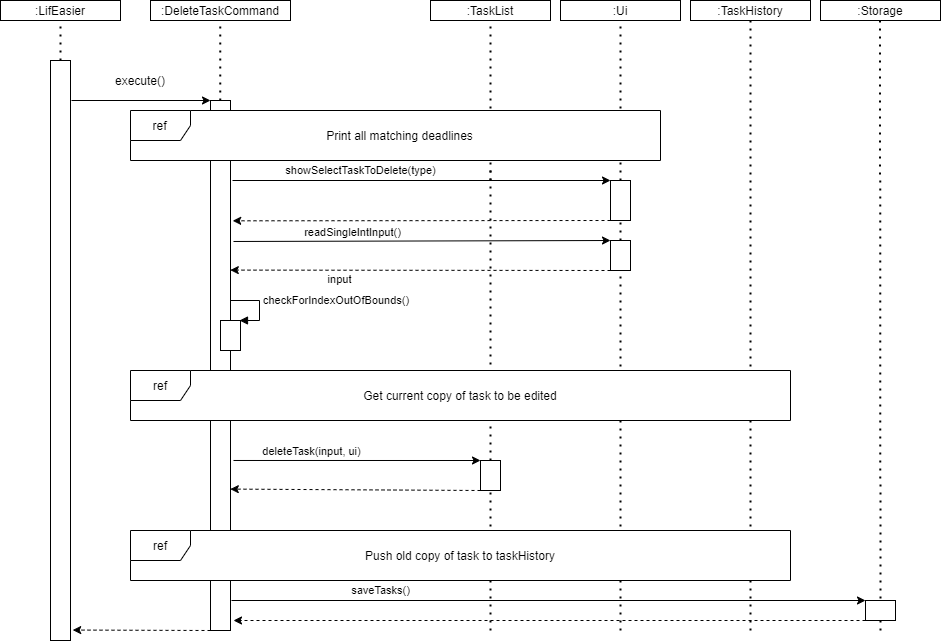 :LifEasier
:DeleteTaskCommand
:TaskList
:Ui
:TaskHistory
:Storage
execute()
ref
Print all matching deadlines
showSelectTaskToDelete(type)
readSingleIntInput()
input
checkForIndexOutOfBounds()
ref
Get current copy of task to be edited
deleteTask(input, ui)
ref
Push old copy of task to taskHistory
saveTasks()